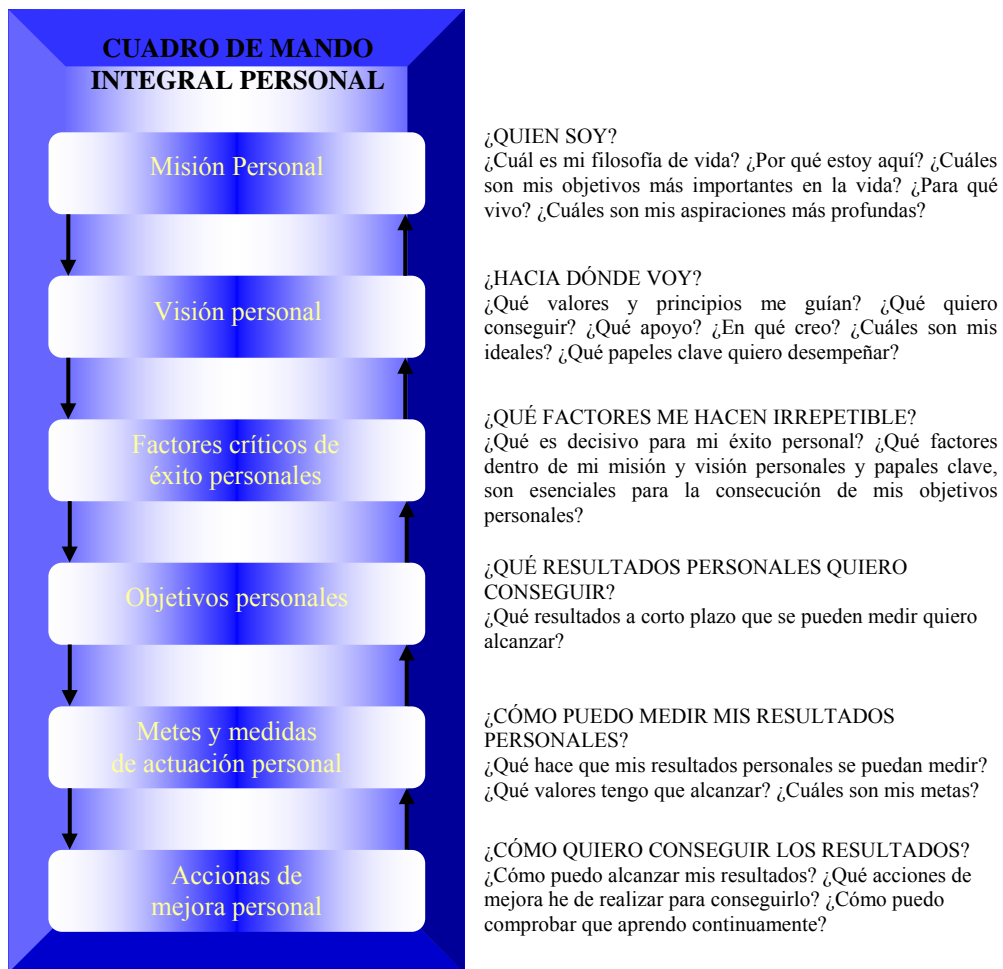 CUADRO DE MANDO
INTEGRAL PERSONAL
Misión Personal
¿QUIEN SOY?
¿Cuál es mi filosofía de vida? ¿Por qué estoy aquí? ¿Cuáles
son mis objetivos más importantes en la vida? ¿Para qué
vivo? ¿Cuáles son mis aspiraciones más profundas?
Visión personal
¿HACIA DÓNDE VOY?
¿Qué valores y principios me guían? ¿Qué quiero
conseguir? ¿Qué apoyo? ¿En qué creo? ¿Cuáles son mis
ideales? ¿Qué papeles clave quiero desempeñar?
Factores críticos de
éxito personales
¿QUÉ FACTORES ME HACEN IRREPETIBLE?
¿Qué es decisivo para mi éxito personal? ¿Qué factores
dentro de mi misión y visión personales y papales clave,
son esenciales para la consecución de mis objetivos
personales?
Objetivos personales
¿QUÉ RESULTADOS PERSONALES QUIERO
CONSEGUIR?
¿Qué resultados a corto plazo que se pueden medir quiero
alcanzar?
Metes y medidas
de actuación personal
¿CÓMO PUEDO MEDIR MIS RESULTADOS
PERSONALES?
¿Qué hace que mis resultados personales se puedan medir?
¿Qué valores tengo que alcanzar? ¿Cuáles son mis metas?
Accionas de
mejora personal
¿CÓMO QUIERO CONSEGUIR LOS RESULTADOS?
¿Cómo puedo alcanzar mis resultados? ¿Qué acciones de
mejora he de realizar para conseguirlo? ¿Cómo puedo
comprobar que aprendo continuamente?